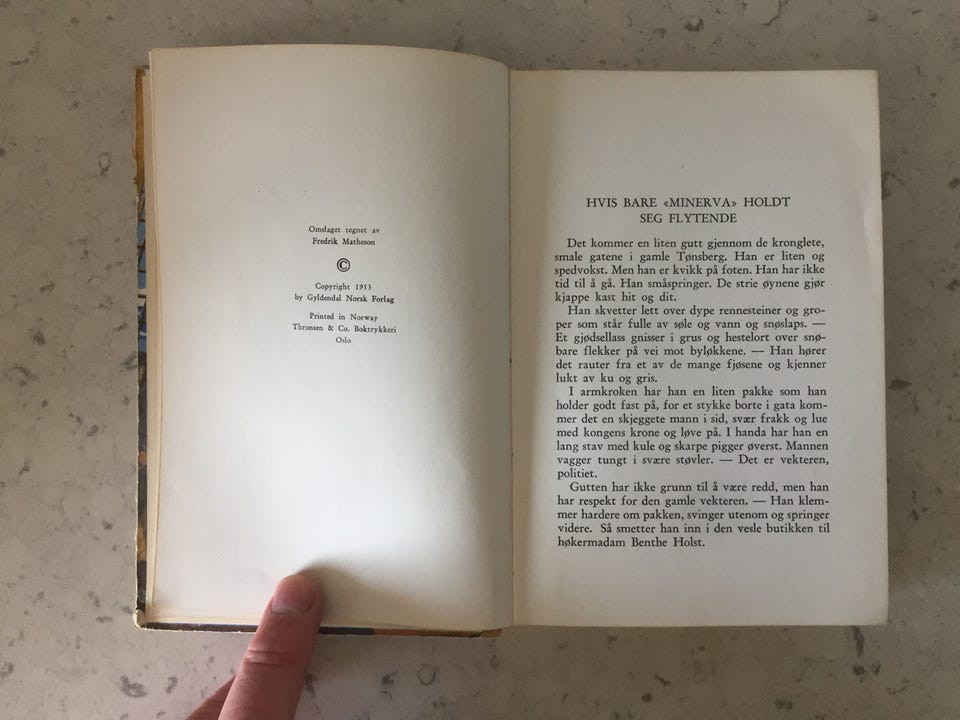 Omslaget tegnet av
Fredrik Matheson
©
Copyright 1953
by Gyldendal Norsk Forlag
Printed in Norway
Thronsen & Co. Boktrykkeri
Oslo
HVIS BARE «MINERVA» HOLDT
SEG FLYTENDE
Det kommer en liten gutt gjennom de kronglete,
smale gatene i gamle Tønsberg. Han er liten og
spedvokst. Men han er kvikk på foten. Han har ikke
tid til å gå. Han småspringer. De strie øynene gjør
kjappe kast hit og dit.
Han skvetter lett over dype rennesteiner og gro-
per som står fulle av søle og vann og snøslaps. —
Et gjødsellass gnisser i grus og hestelort over snø-
bare flekker på vei mot byløkkene. — Han hører
det rauter fra et av de mange fjøsene og kjenner
lukt av ku og gris.
I armkroken har han en liten pakke som han
holder godt fast på, for et stykke borte i gata kom-
mer det en skjeggete mann i sid, svær frakk og lue
med kongens krone og løve på. I handa har han en
lang stav med kule og skarpe pigger øverst. Mannen
vagger tungt i svære støvler. — Det er vekteren,
politiet.
Gutten har ikke grunn til å være redd, men han
har respekt for den gamle vekteren. — Han klem-
mer hardere om pakken, svinger utenom og springer
videre. Så smetter han inn i den vesle butikken til
høkermadam Benthe Holst.